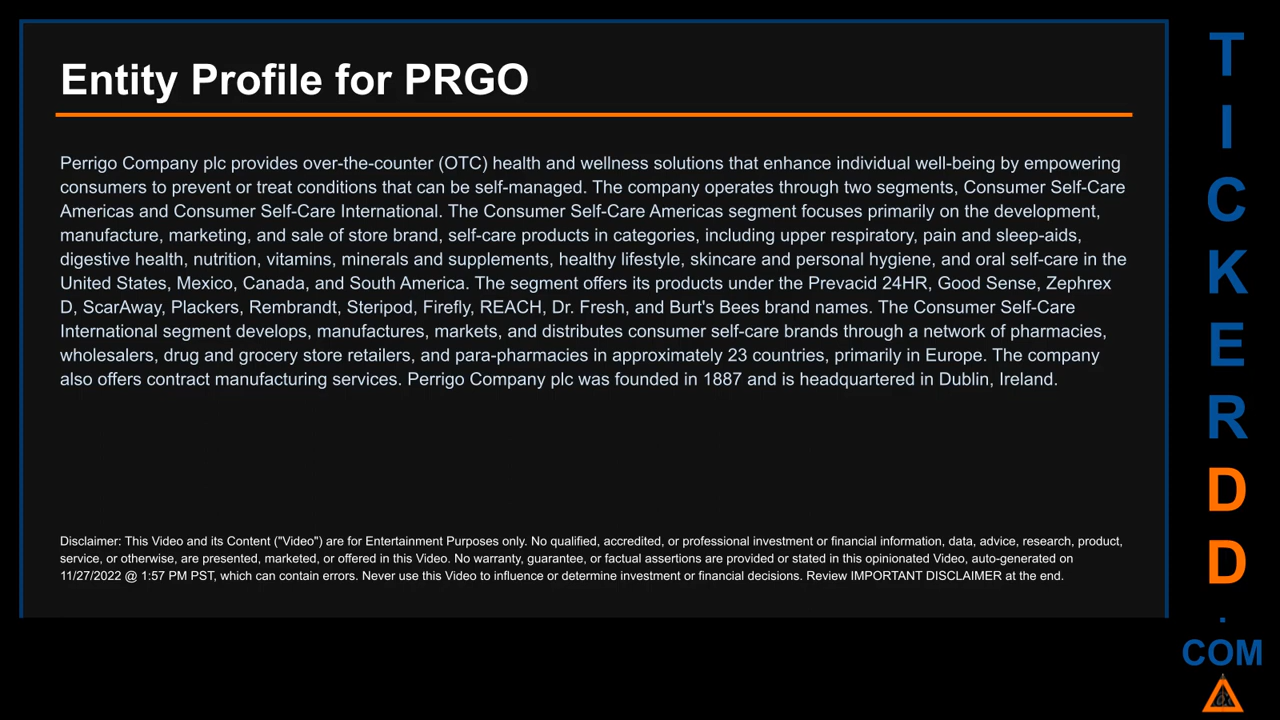 Entity Profile for PRGO
Perrigo Company plc provides over-the-counter (OTC) health and wellness solutions that enhance individual well-being by empowering
consumers to prevent or treat conditions that can be self-managed. The company operates through two segments, Consumer Self-Care
Americas and Consumer Self-Care International. The Consumer Self-Care Americas segment focuses primarily on the development,
manufacture, marketing, and sale of store brand, self-care products in categories, including upper respiratory, pain and sleep-aids,
digestive health, nutrition, vitamins, minerals and supplements, healthy lifestyle, skincare and personal hygiene, and oral self-care in the
United States, Mexico, Canada, and South America. The segment offers its products under the Prevacid 24HR, Good Sense, Zephrex
D, ScarAway, Plackers, Rembrandt, Steripod, Firefly, REACH, Dr. Fresh, and Burt's Bees brand names. The Consumer Self-Care
International segment develops, manufactures, markets, and distributes consumer self-care brands through a network of pharmacies,
wholesalers, drug and grocery store retailers, and para-pharmacies in approximately 23 countries, primarily in Europe. The company
also offers contract manufacturing services. Perrigo Company plc was founded in 1887 and is headquartered in Dublin, Ireland.
Disclaimer: This Video and its Content ("Video") are for Entertainment Purposes only. No qualified, accredited, or professional investment or financial information, data, advice, research, product,
service, or otherwise, are presented, marketed, or offered in this Video. No warranty, guarantee, or factual assertions are provided or stated in this opinionated Video, auto-generated on
11/27/2022 @ 1:57 PM PST, which can contain errors. Never use this Video to influence or determine investment or financial decisions. Review IMPORTANT DISCLAIMER at the end.
T
I
C
K
E
R
D
D
.
COM